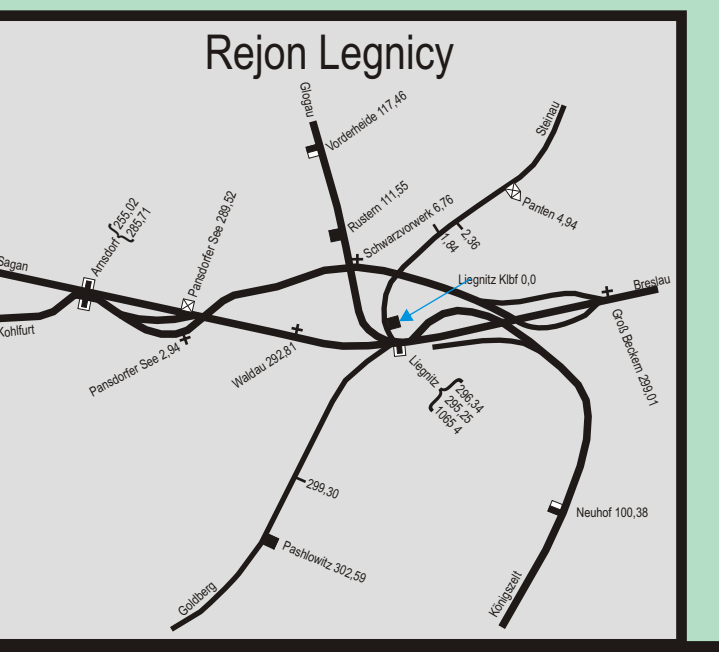 Rejon Legnicy
Glogau
Vorderheide 117,46
Steinau
Rustern 111,55
Panten 4,94
Schwarzvorwerk 6,76
1,84
2,36
Arnsdorf
255,02
285,71
Pansdorfer See 289,52
Sagan
Kohlfurt
Liegnitz Klbf 0,0
Breslau
Groß Beckern 299,01
Pansdorfer See 2,94
Waldau 292,81
Liegnitz
296,34
295,25
1065 4
299,30
Pashlowitz 302,59
Neuhof 100,38
Goldberg
Königszelt